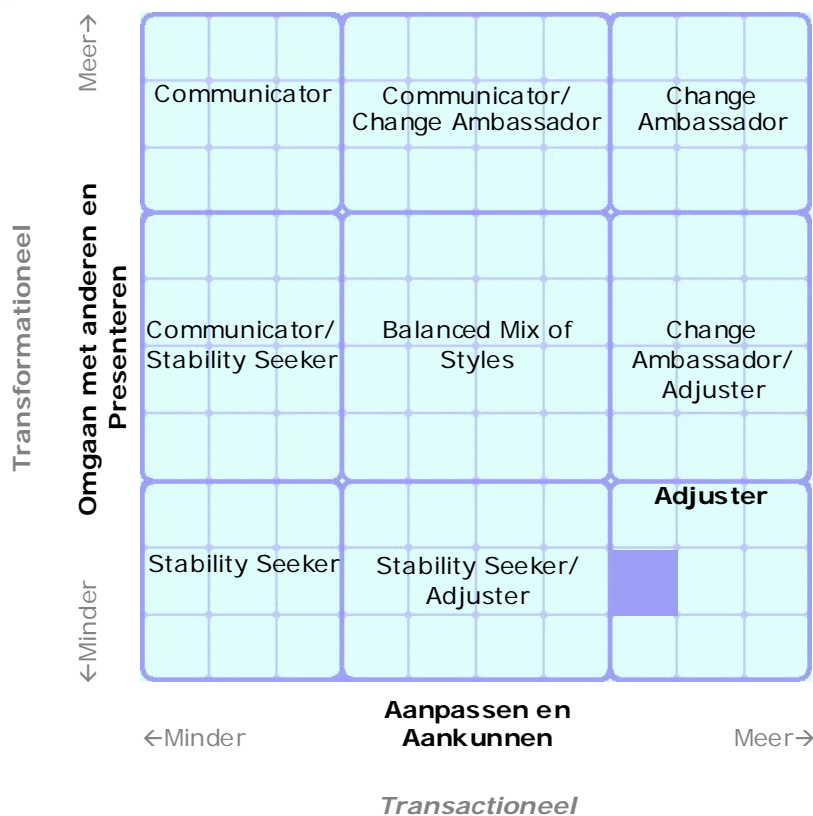 Meer→
Communicator
Communicator/
Change Ambassador
Change
Ambassador
Transformationeel
Omgaan met anderen en
Presenteren
Communicator/
Stability Seeker
Balanced Mix of
Styles
Change
Ambassador/
Adjuster
←Minder
Stability Seeker
Stability Seeker/
Adjuster
Adjuster
←Minder
Aanpassen en
Aankunnen
Meer→
Transactioneel